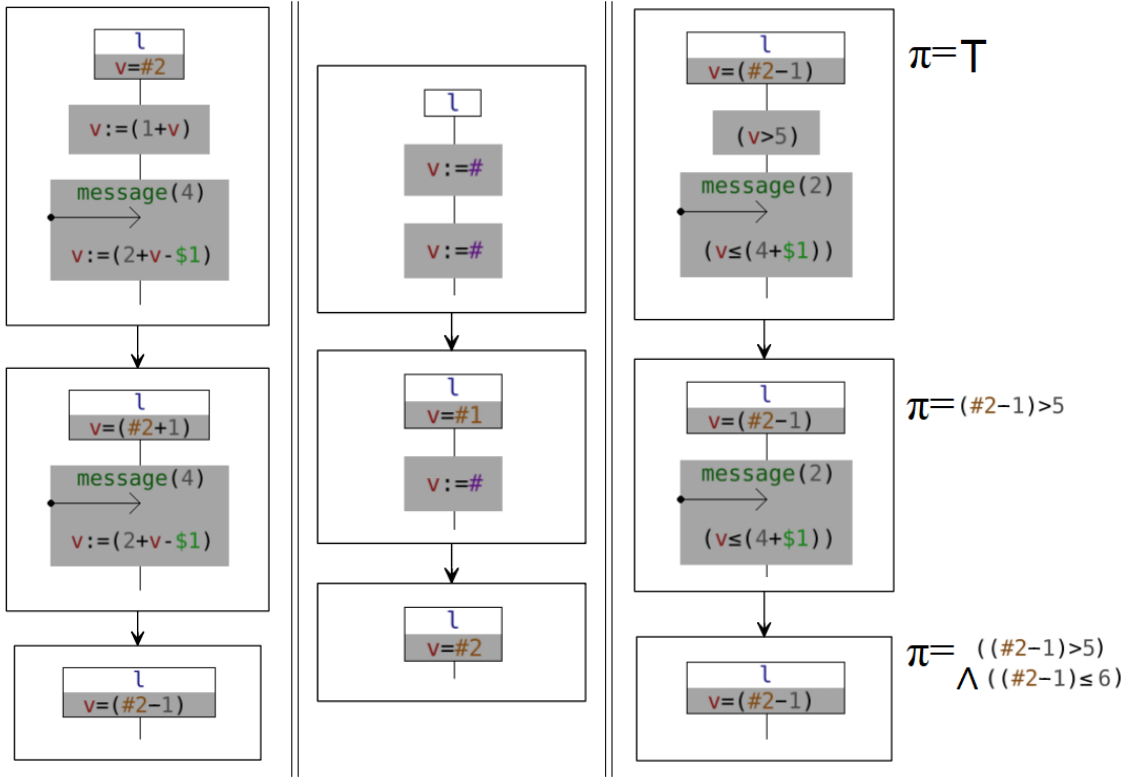 l
v=#2
v:=(1+v)
message(4)
v:=(2+v-$1)
l
v=(#2+1)
message(4)
v:=(2+v-$1)
l
v=(#2−1)
l
v:=#
v:=#
l
v=#1
v:=#
l
v=#2
l
v=(#2−1)
(v>5)
message(2)
(v≤(4+$1))
π=T
l
v=(#2−1)
message(2)
(v≤(4+$1))
π=(#2−1)>5
l
v=(#2−1)
π= ((#2−1)>5)
∧((#2−1)≤6)